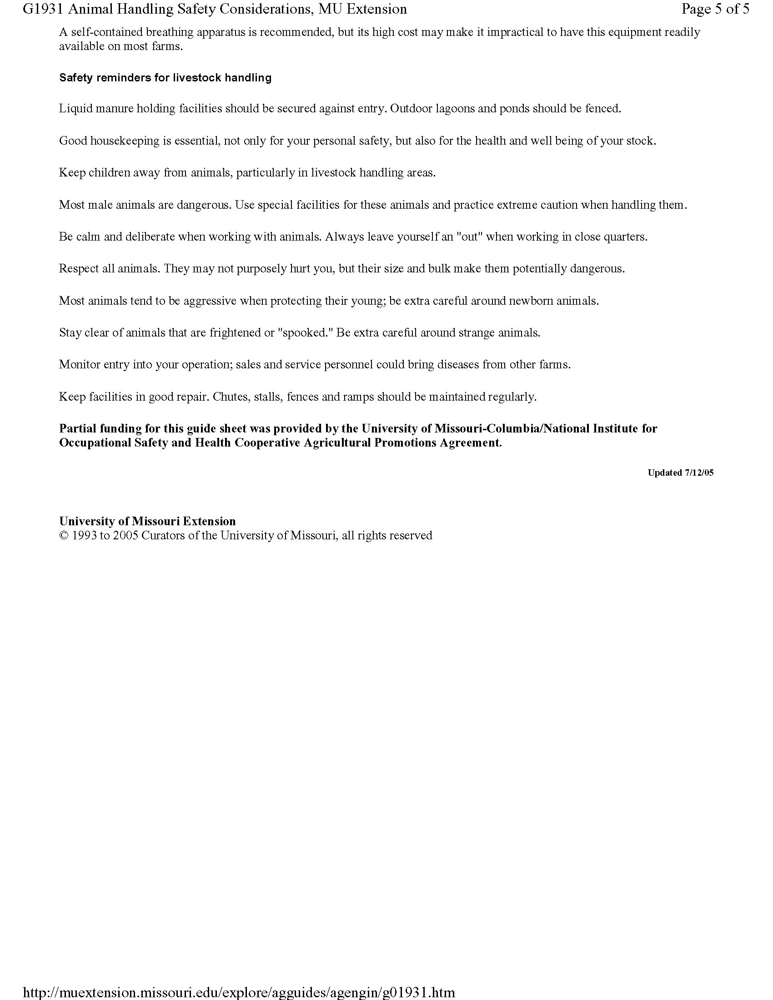 G1931 Animal Handling Safety Considerations, MU Extension
Page 5 of 5
A self-contained breathing apparatus is recommended, but its high cost may make it impractical to have this equipment readily
available on most farms.
Safety reminders for livestock handling
Liquid manure holding facilities should be secured against entry. Outdoor lagoons and ponds should be fenced.
Good housekeeping is essential, not only for your personal safety, but also for the health and well being of your stock.
Keep children away from animals, particularly in livestock handling areas.
Most male animals are dangerous. Use special facilities for these animals and practice extreme caution when handling them.
Be calm and deliberate when working with animals. Always leave yourself an "out" when working in close quarters.
Respect all animals. They may not purposely hurt you, but their size and bulk make them potentially dangerous.
Most animals tend to be aggressive when protecting their young; be extra careful around newborn animals.
Stay clear of animals that are frightened or "spooked." Be extra careful around strange animals.
Monitor entry into your operation; sales and service personnel could bring diseases from other farms.
Keep facilities in good repair. Chutes, stalls, fences and ramps should be maintained regularly.
Partial funding for this guide sheet was provided by the University of Missouri-Columbia/National Institute for
Occupational Safety and Health Cooperative Agricultural Promotions Agreement.
Updated 7/12/05
University of Missouri Extension
© 1993 to 2005 Curators of the University of Missouri, all rights reserved
http://muextension.missouri.edu/explore/agguides/agengin/g01931.htm